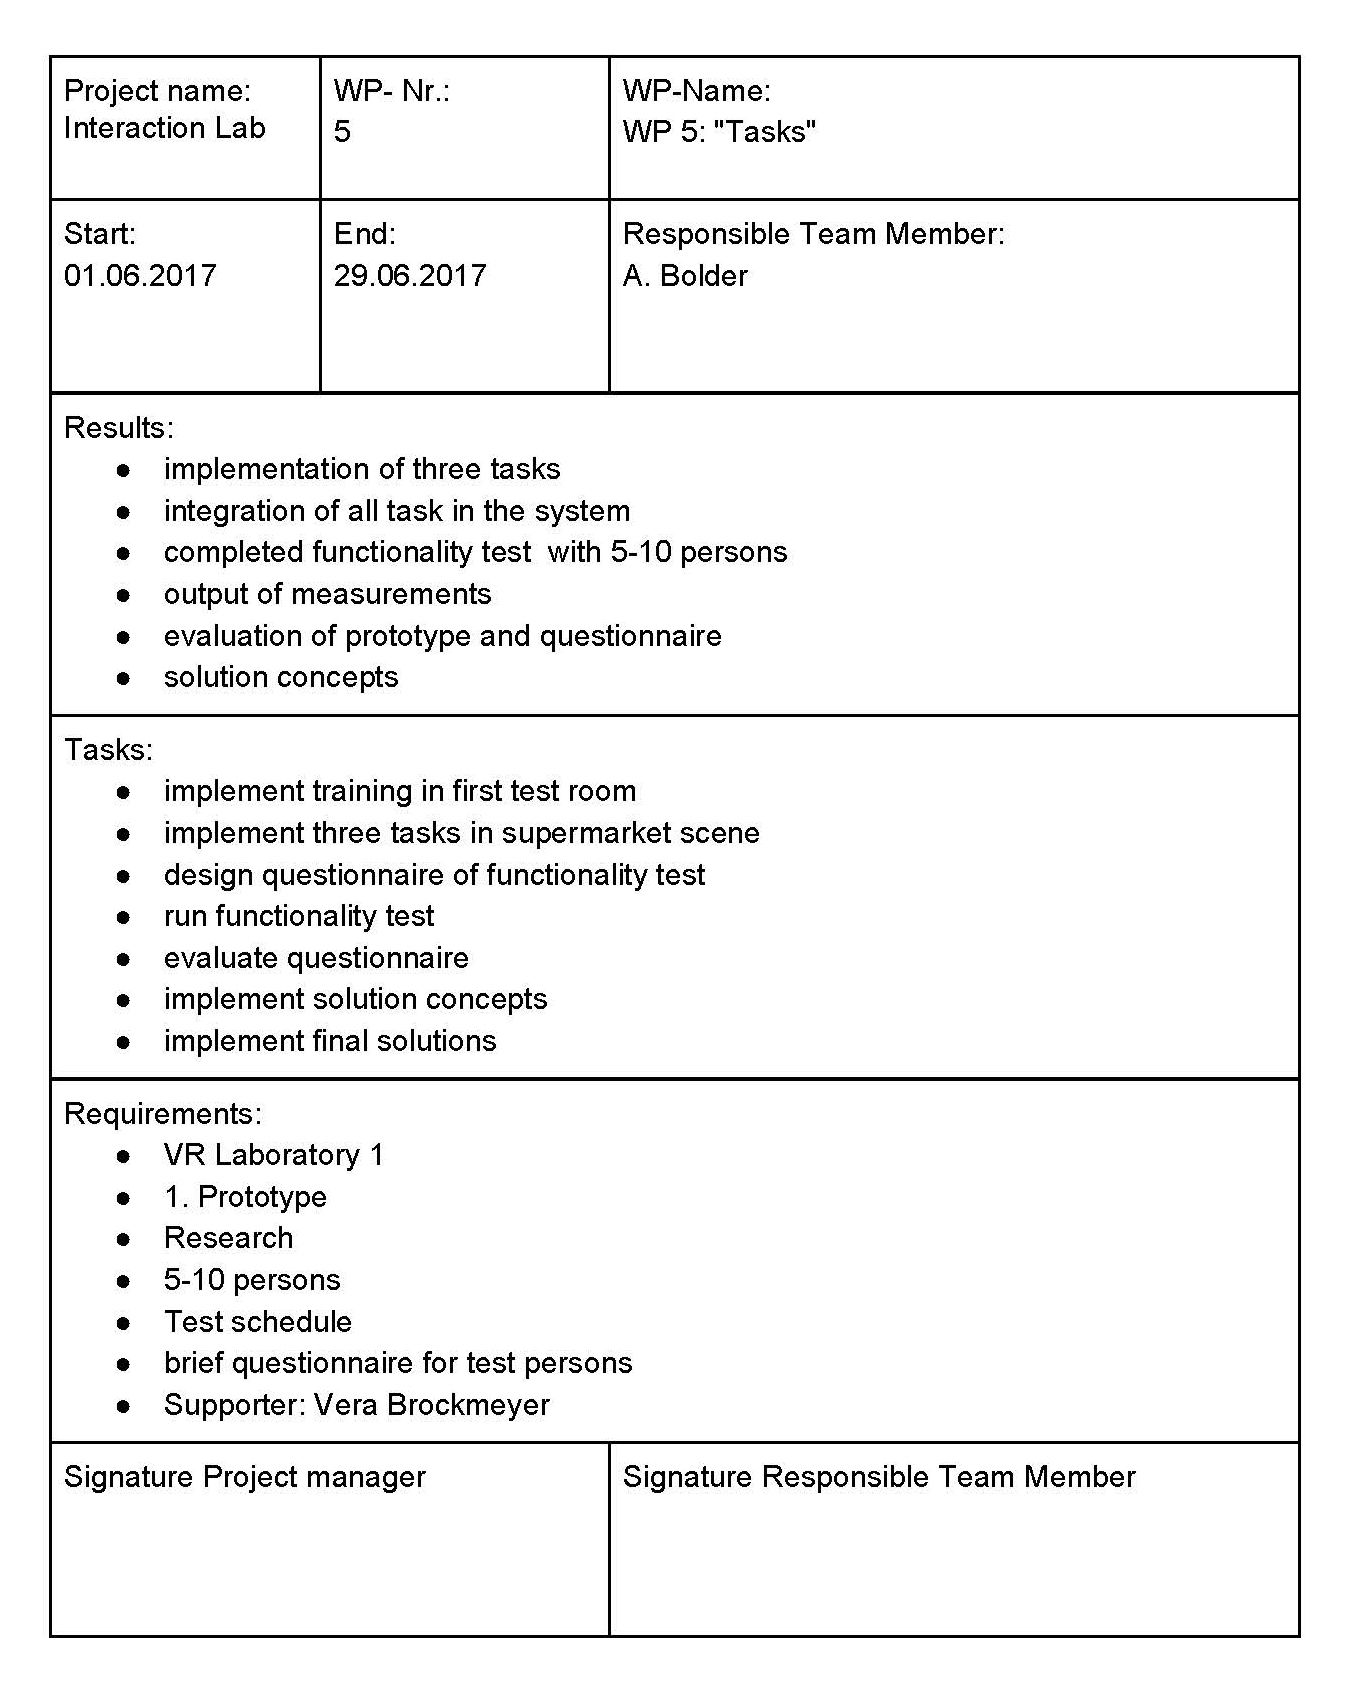 Project name:
Interaction Lab
WP- Nr.:
5
WP-Name:
WP 5: "Tasks"
Start:
01.06.2017
End:
29.06.2017
Responsible Team Member:
A. Bolder
Results:
● implementation of three tasks
● integration of all task in the system
● completed functionality test  with 5-10 persons
● output of measurements
● evaluation of prototype and questionnaire
● solution concepts
Tasks:
● implement training in first test room
● implement three tasks in supermarket scene
● design questionnaire of functionality test
● run functionality test
● evaluate questionnaire
● implement solution concepts
● implement final solutions
Requirements:
● VR Laboratory 1
● 1. Prototype
● Research
● 5-10 persons
● Test schedule
● brief questionnaire for test persons
● Supporter: Vera Brockmeyer
Signature Project manager
Signature Responsible Team Member